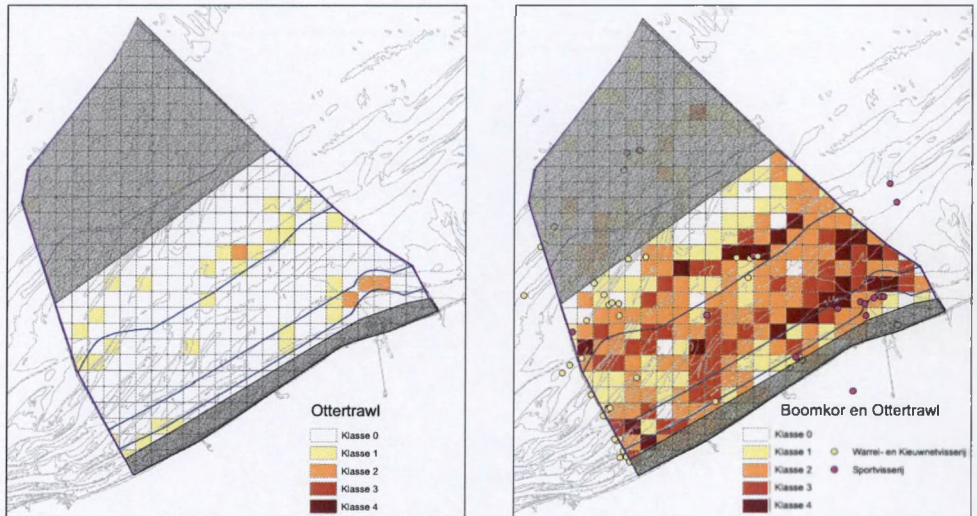 Ottertrawl
Klasse 0
Klasse 1
Klasse 2
Klasse 3
Klasse 4
Boomkor en Ottertrawl
Klasse 0
Klasse 1
Klasse 2
Klasse 3
Klasse 4
Warrel- en Kieuwnetvisserij
Sportvisserij